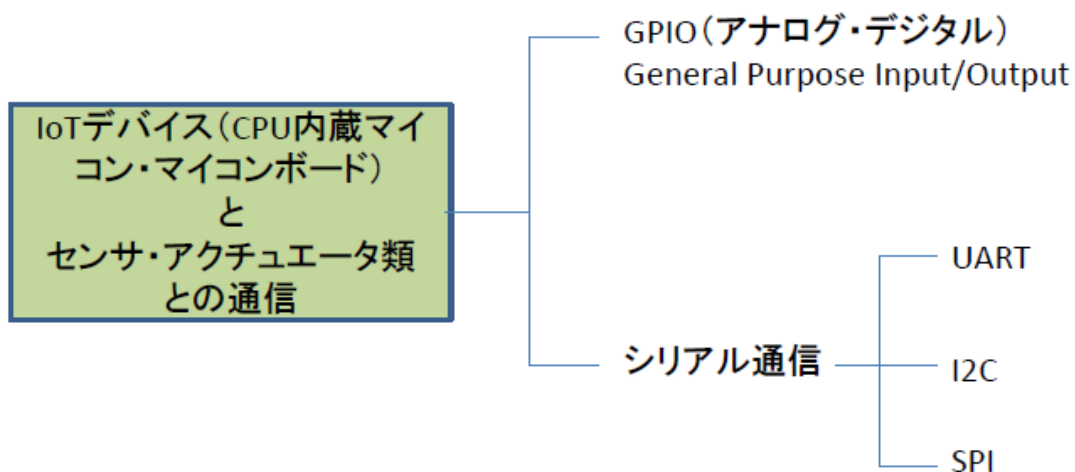 GPIO（アナログ・デジタル）
General Purpose Input/Output
IoTデバイス（CPU内蔵マイ
コン・マイコンボード）
と
センサ・アクチュエータ類
との通信
シリアル通信
UART
I2C
SPI